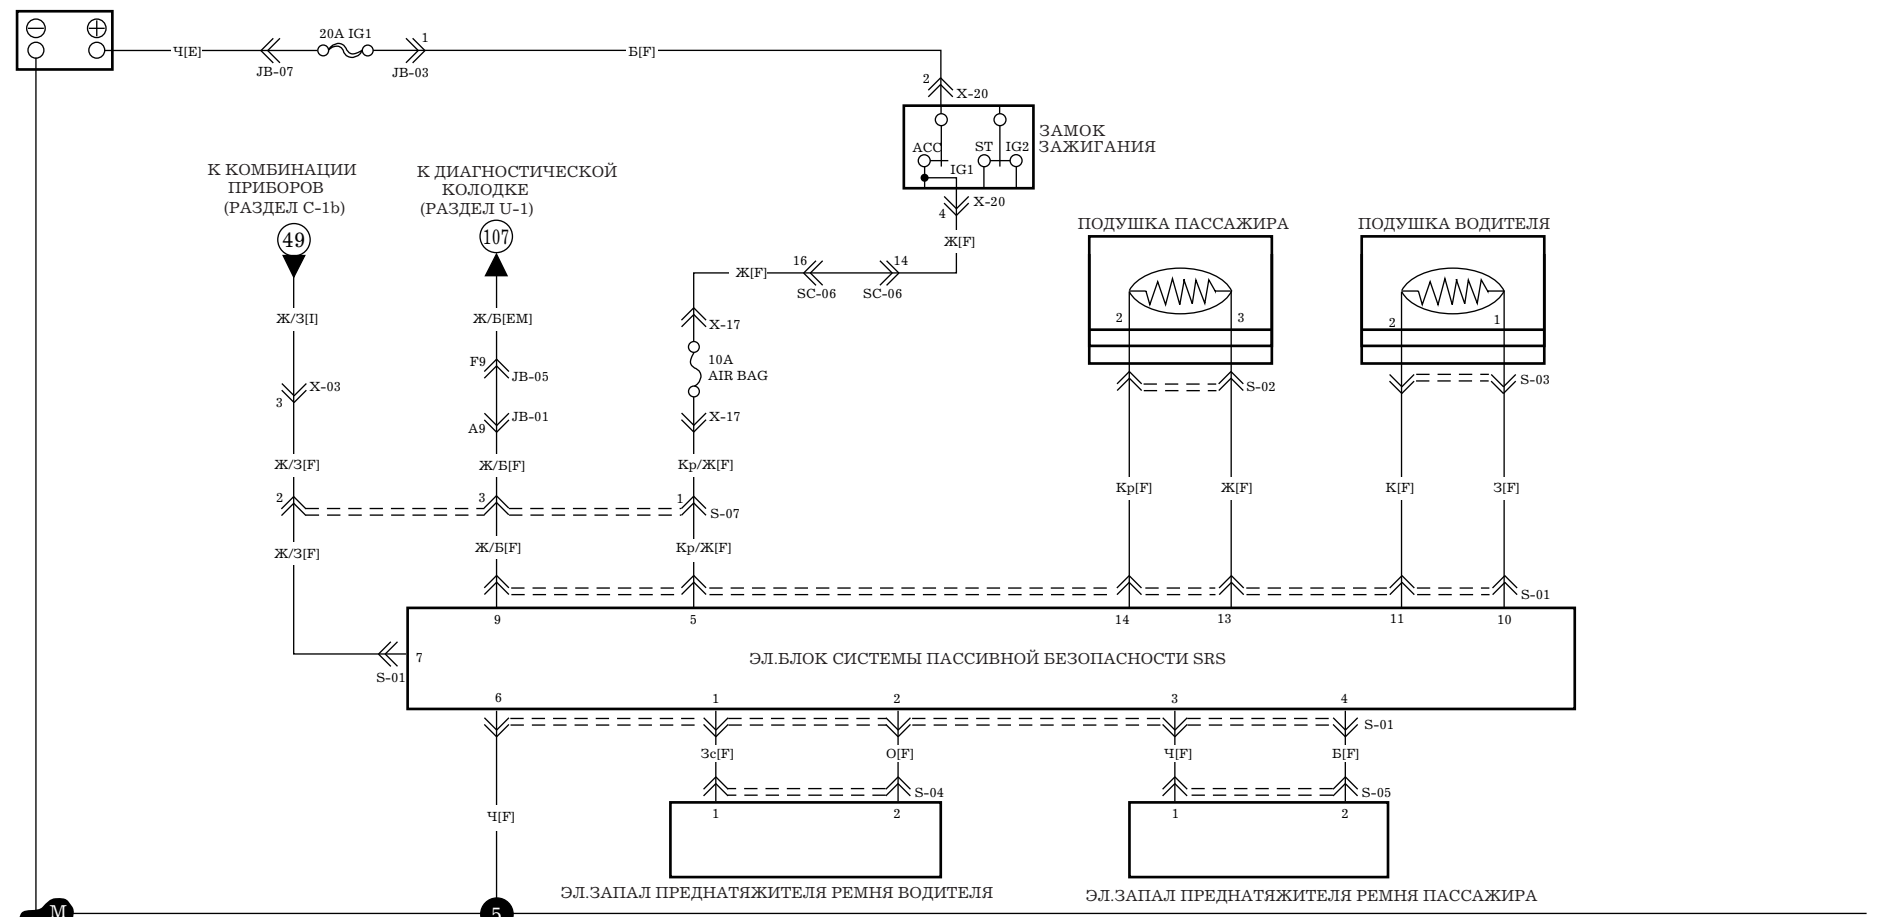 20A IG1
1
Ч[E]
Б[F]
JB-07
JB-03
2
X-20
ЗАМОК
ЗАЖИГАНИЯ
ACC
ST
IG2
IG1
X-20
4
К КОМБИНАЦИИ
ПРИБОРОВ
(РАЗДЕЛ C-1b)
К ДИАГНОСТИЧЕСКОЙ
КОЛОДКЕ
(РАЗДЕЛ U-1)
49
107
Ж[F]
ПОДУШКА ПАССАЖИРА
ПОДУШКА ВОДИТЕЛЯ
Ж[F]
16
14
SC-06
SC-06
Ж/З[I]
Ж/Б[EM]
X-17
2
3
2
1
F9
JB-05
10A
AIR BAG
X-03
3
S-02
S-03
A9
JB-01
X-17
Ж/З[F]
Ж/Б[F]
Кр/Ж[F]
Кр[F]
Ж[F]
К[F]
З[F]
2
3
1
S-07
Ж/З[F]
Ж/Б[F]
Кр/Ж[F]
S-01
9
5
14
13
11
10
7
ЭЛ.БЛОК СИСТЕМЫ ПАССИВНОЙ БЕЗОПАСНОСТИ SRS
S-01
6
1
2
3
4
S-01
Зс[F]
О[F]
Ч[F]
Б[F]
S-04
S-05
Ч[F]
1
2
1
2
ЭЛ.ЗАПАЛ ПРЕДНАТЯЖИТЕЛЯ РЕМНЯ ВОДИТЕЛЯ
ЭЛ.ЗАПАЛ ПРЕДНАТЯЖИТЕЛЯ РЕМНЯ ПАССАЖИРА
M
5